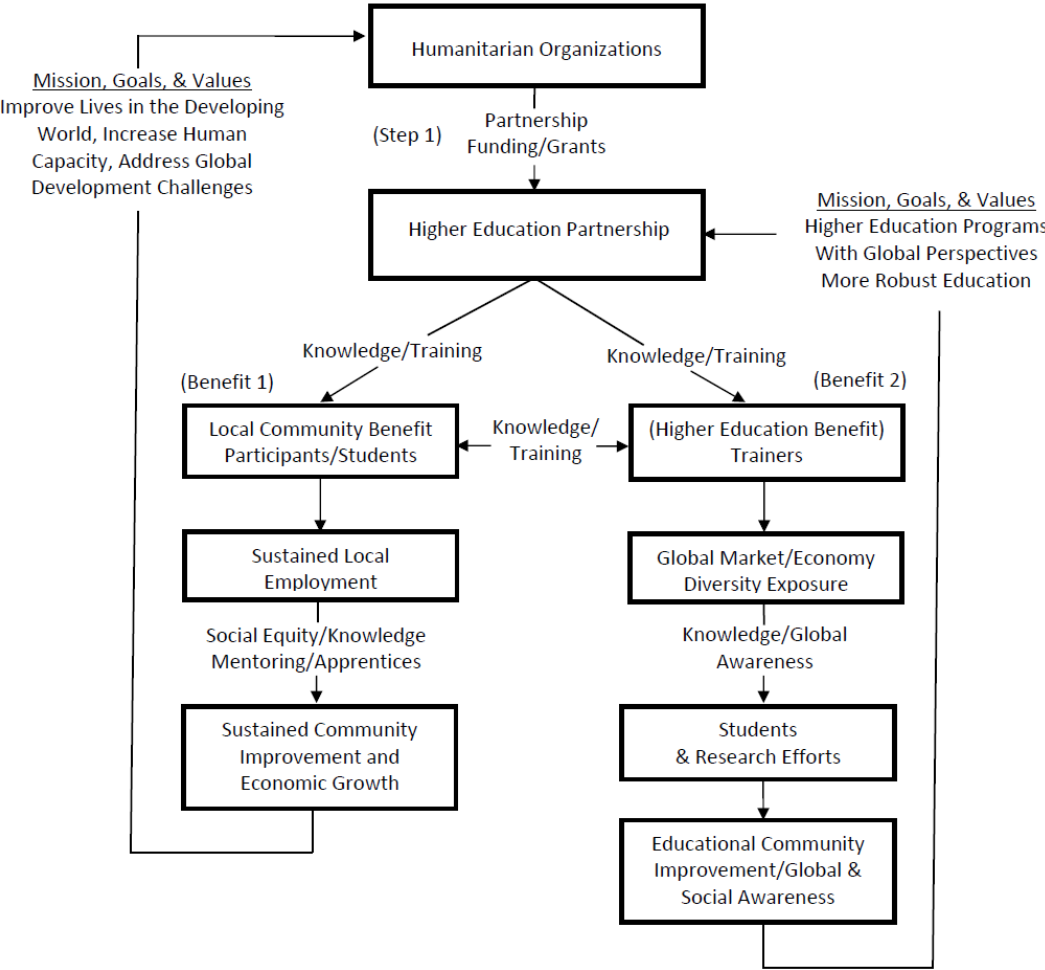 Humanitarian Organizations
Mission, Goals, & Values
Improve Lives in the Developing
World, Increase Human
Capacity, Address Global
Development Challenges
(Step 1)
Partnership
Funding/Grants
Higher Education Partnership
Mission, Goals, & Values
Higher Education Programs
With Global Perspectives
More Robust Education
Knowledge/Training
Knowledge/Training
(Benefit 1)
(Benefit 2)
Local Community Benefit
Participants/Students
Knowledge/
Training
(Higher Education Benefit)
Trainers
Sustained Local
Employment
Global Market/Economy
Diversity Exposure
Social Equity/Knowledge
Mentoring/Apprentices
Knowledge/Global
Awareness
Sustained Community
Improvement and
Economic Growth
Students
& Research Efforts
Educational Community
Improvement/Global &
Social Awareness